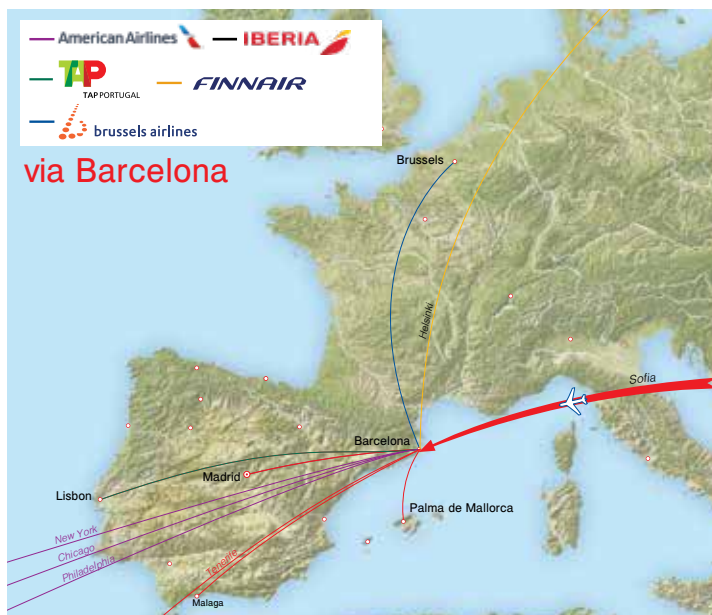 American Airlines
IBERIA
TAP
TAP PORTUGAL
FINNAIR
brussels airlines
via Barcelona
Brussels
Helsinki
Sofia
Barcelona
Madrid
Lisbon
Palma de Mallorca
New York
Chicago
Philadelphia
Tenerife
Malaga